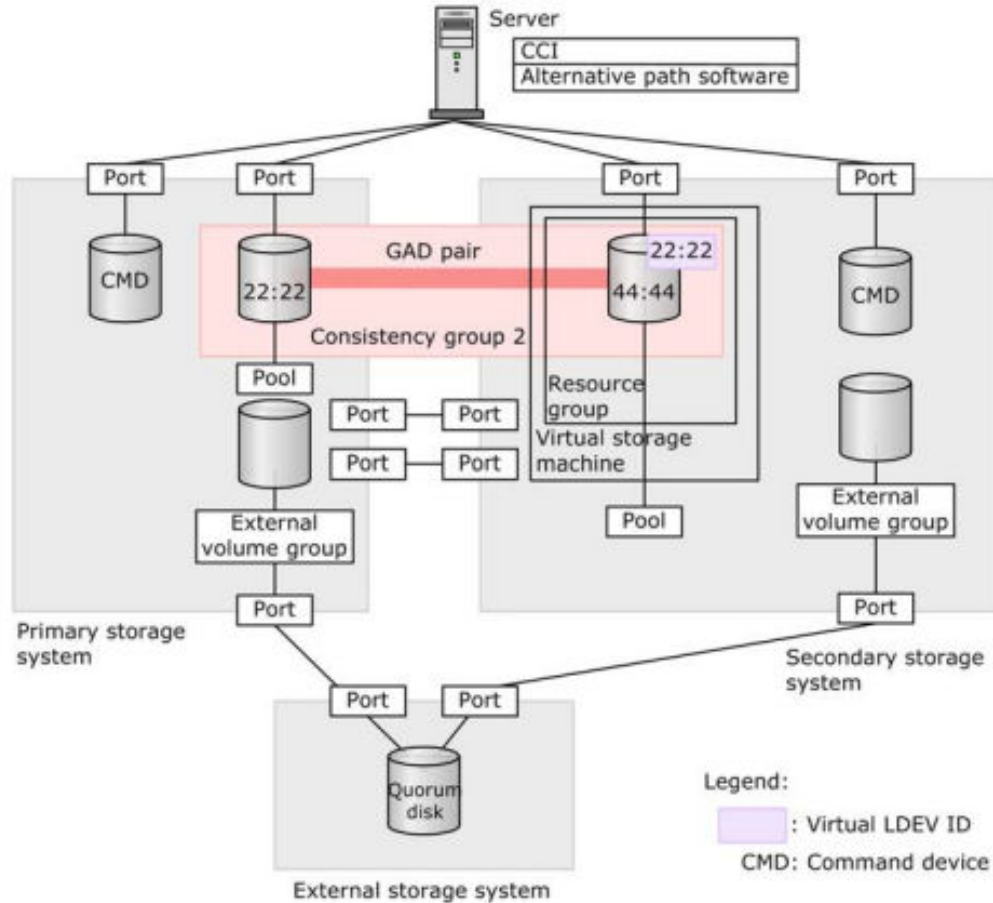 Server
CCI
Alternative path software
Port
Port
Port
Port
CMD
22:22
GAD pair
Consistency group 2
22:22
44:44
CMD
Pool
Port
Port
Port
Port
Resource
group
Virtual storage
machine
External
volume group
Pool
External
volume group
Port
Port
Primary storage
system
Secondary storage
system
Port
Port
Quorum
disk
External storage system
Legend:
: Virtual LDEV ID
CMD: Command device